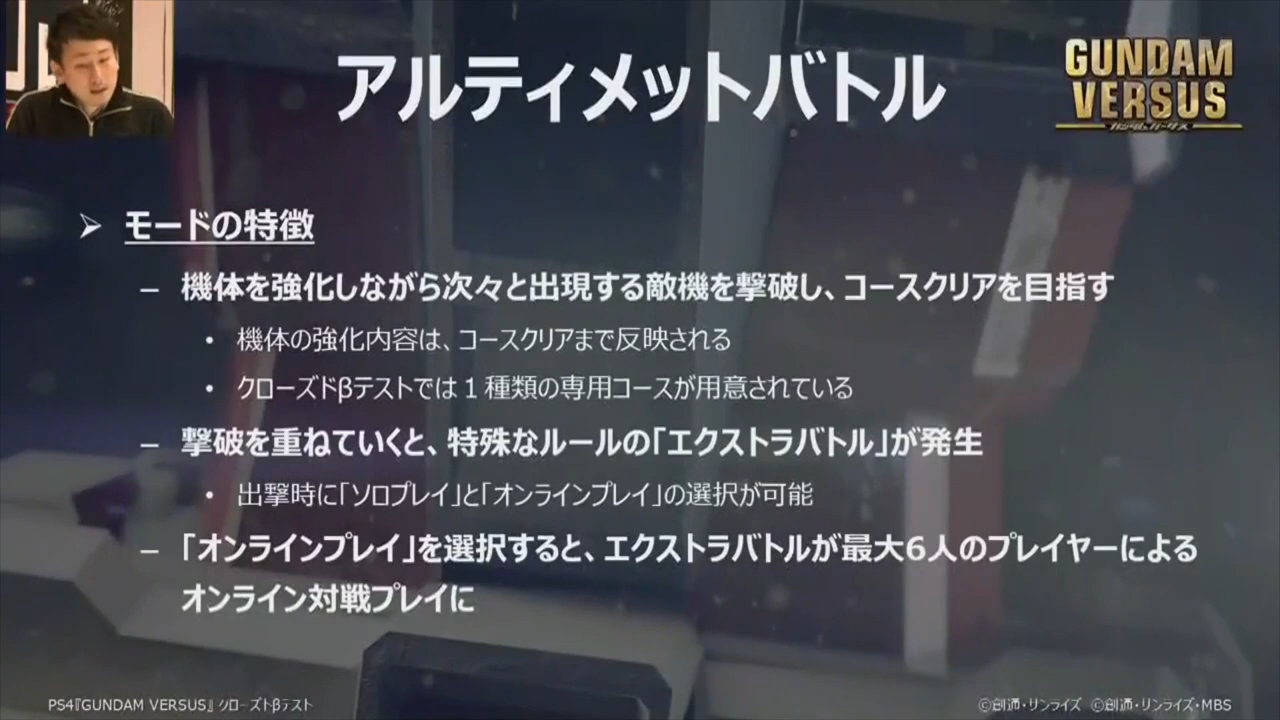 アルティメットバトル
GUNDAM
VERSUS
ガンダムバーサス
モードの特徴
機体を強化しながら次々と出現する敵機を撃破し、コースクリアを目指す
機体の強化内容は、コースクリアまで反映される
クローズドβテストでは１種類の専用コースが用意されている
撃破を重ねていくと、特殊なルールの「エクストラバトル」が発生
出撃時に「ソロプレイ」と「オンラインプレイ」の選択が可能
「オンラインプレイ」を選択すると、エクストラバトルが最大6人のプレイヤーによる
オンライン対戦プレイに
PS4『GUNDAM VERSUS』 クローズドβテスト
©創通・サンライズ ©創通・サンライズ・MBS